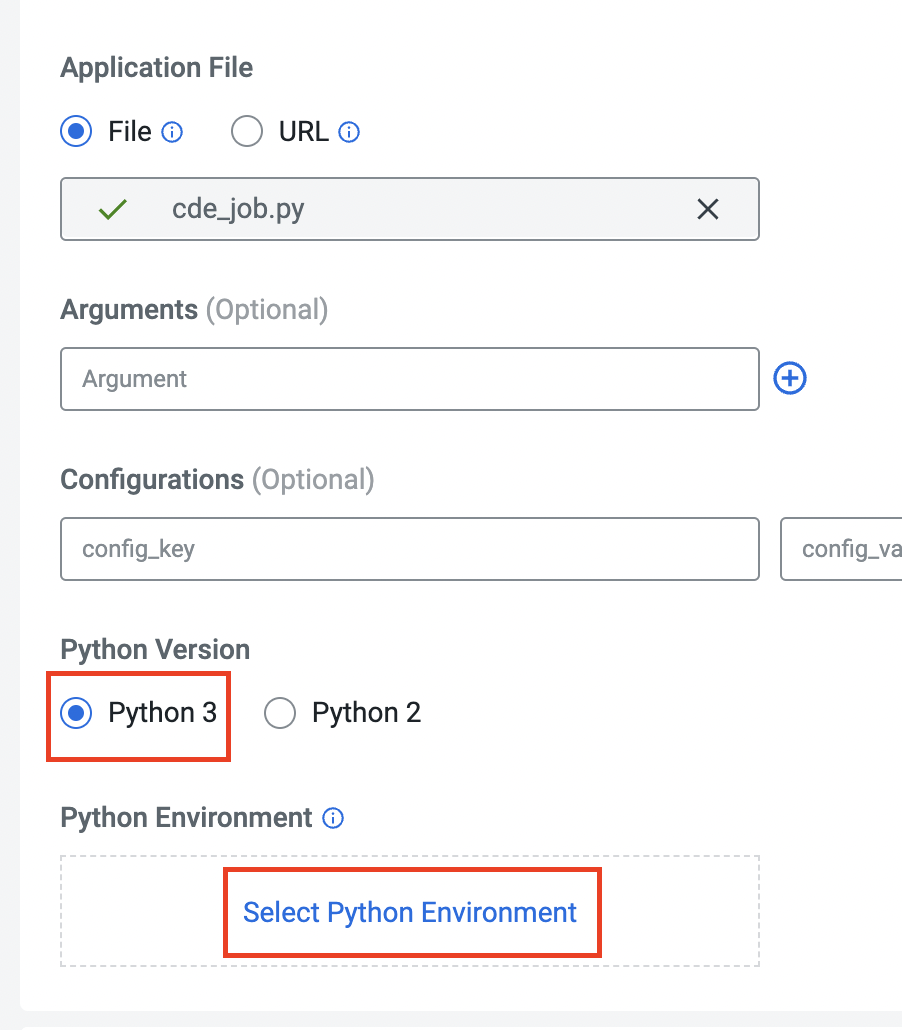 Application File
File URL
cde_job.py
Arguments (Optional)
Argument
Configurations (Optional)
config_key config_va
Python Version
Python 3 Python 2
Python Environment
Select Python Environment